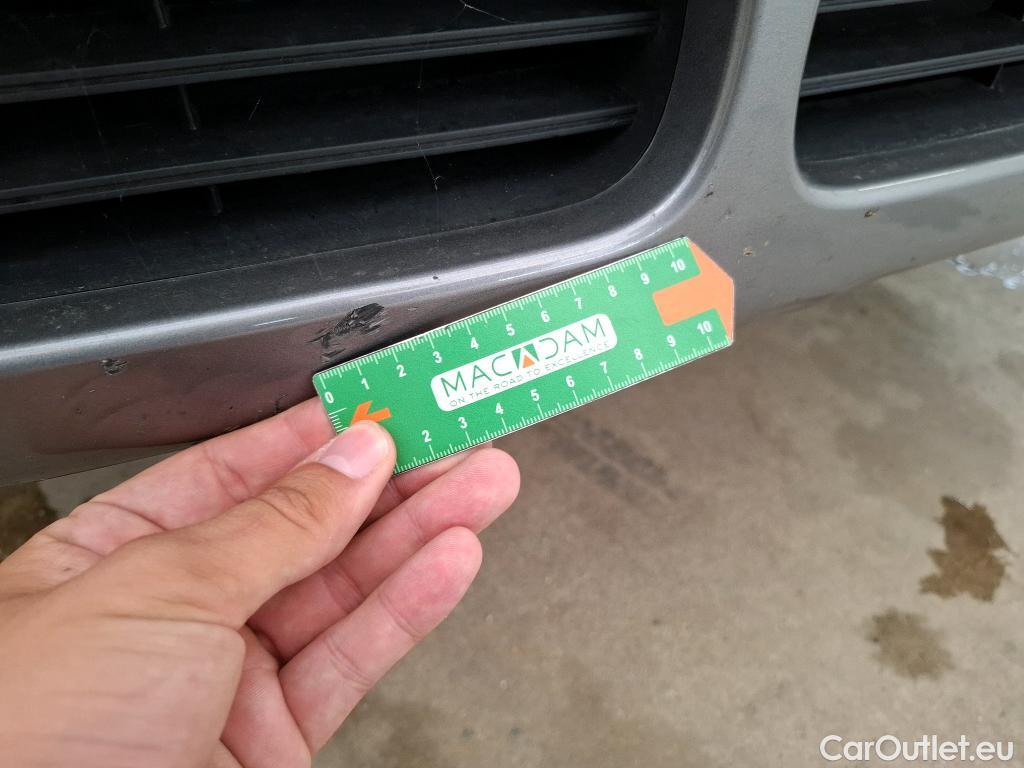 0 1 2 3 4 5 6 7 8 9 10
MACADAM
ON THE ROAD TO EXCELLENCE
2 3 4 5 6 7 8 9 10
CarOutlet.eu